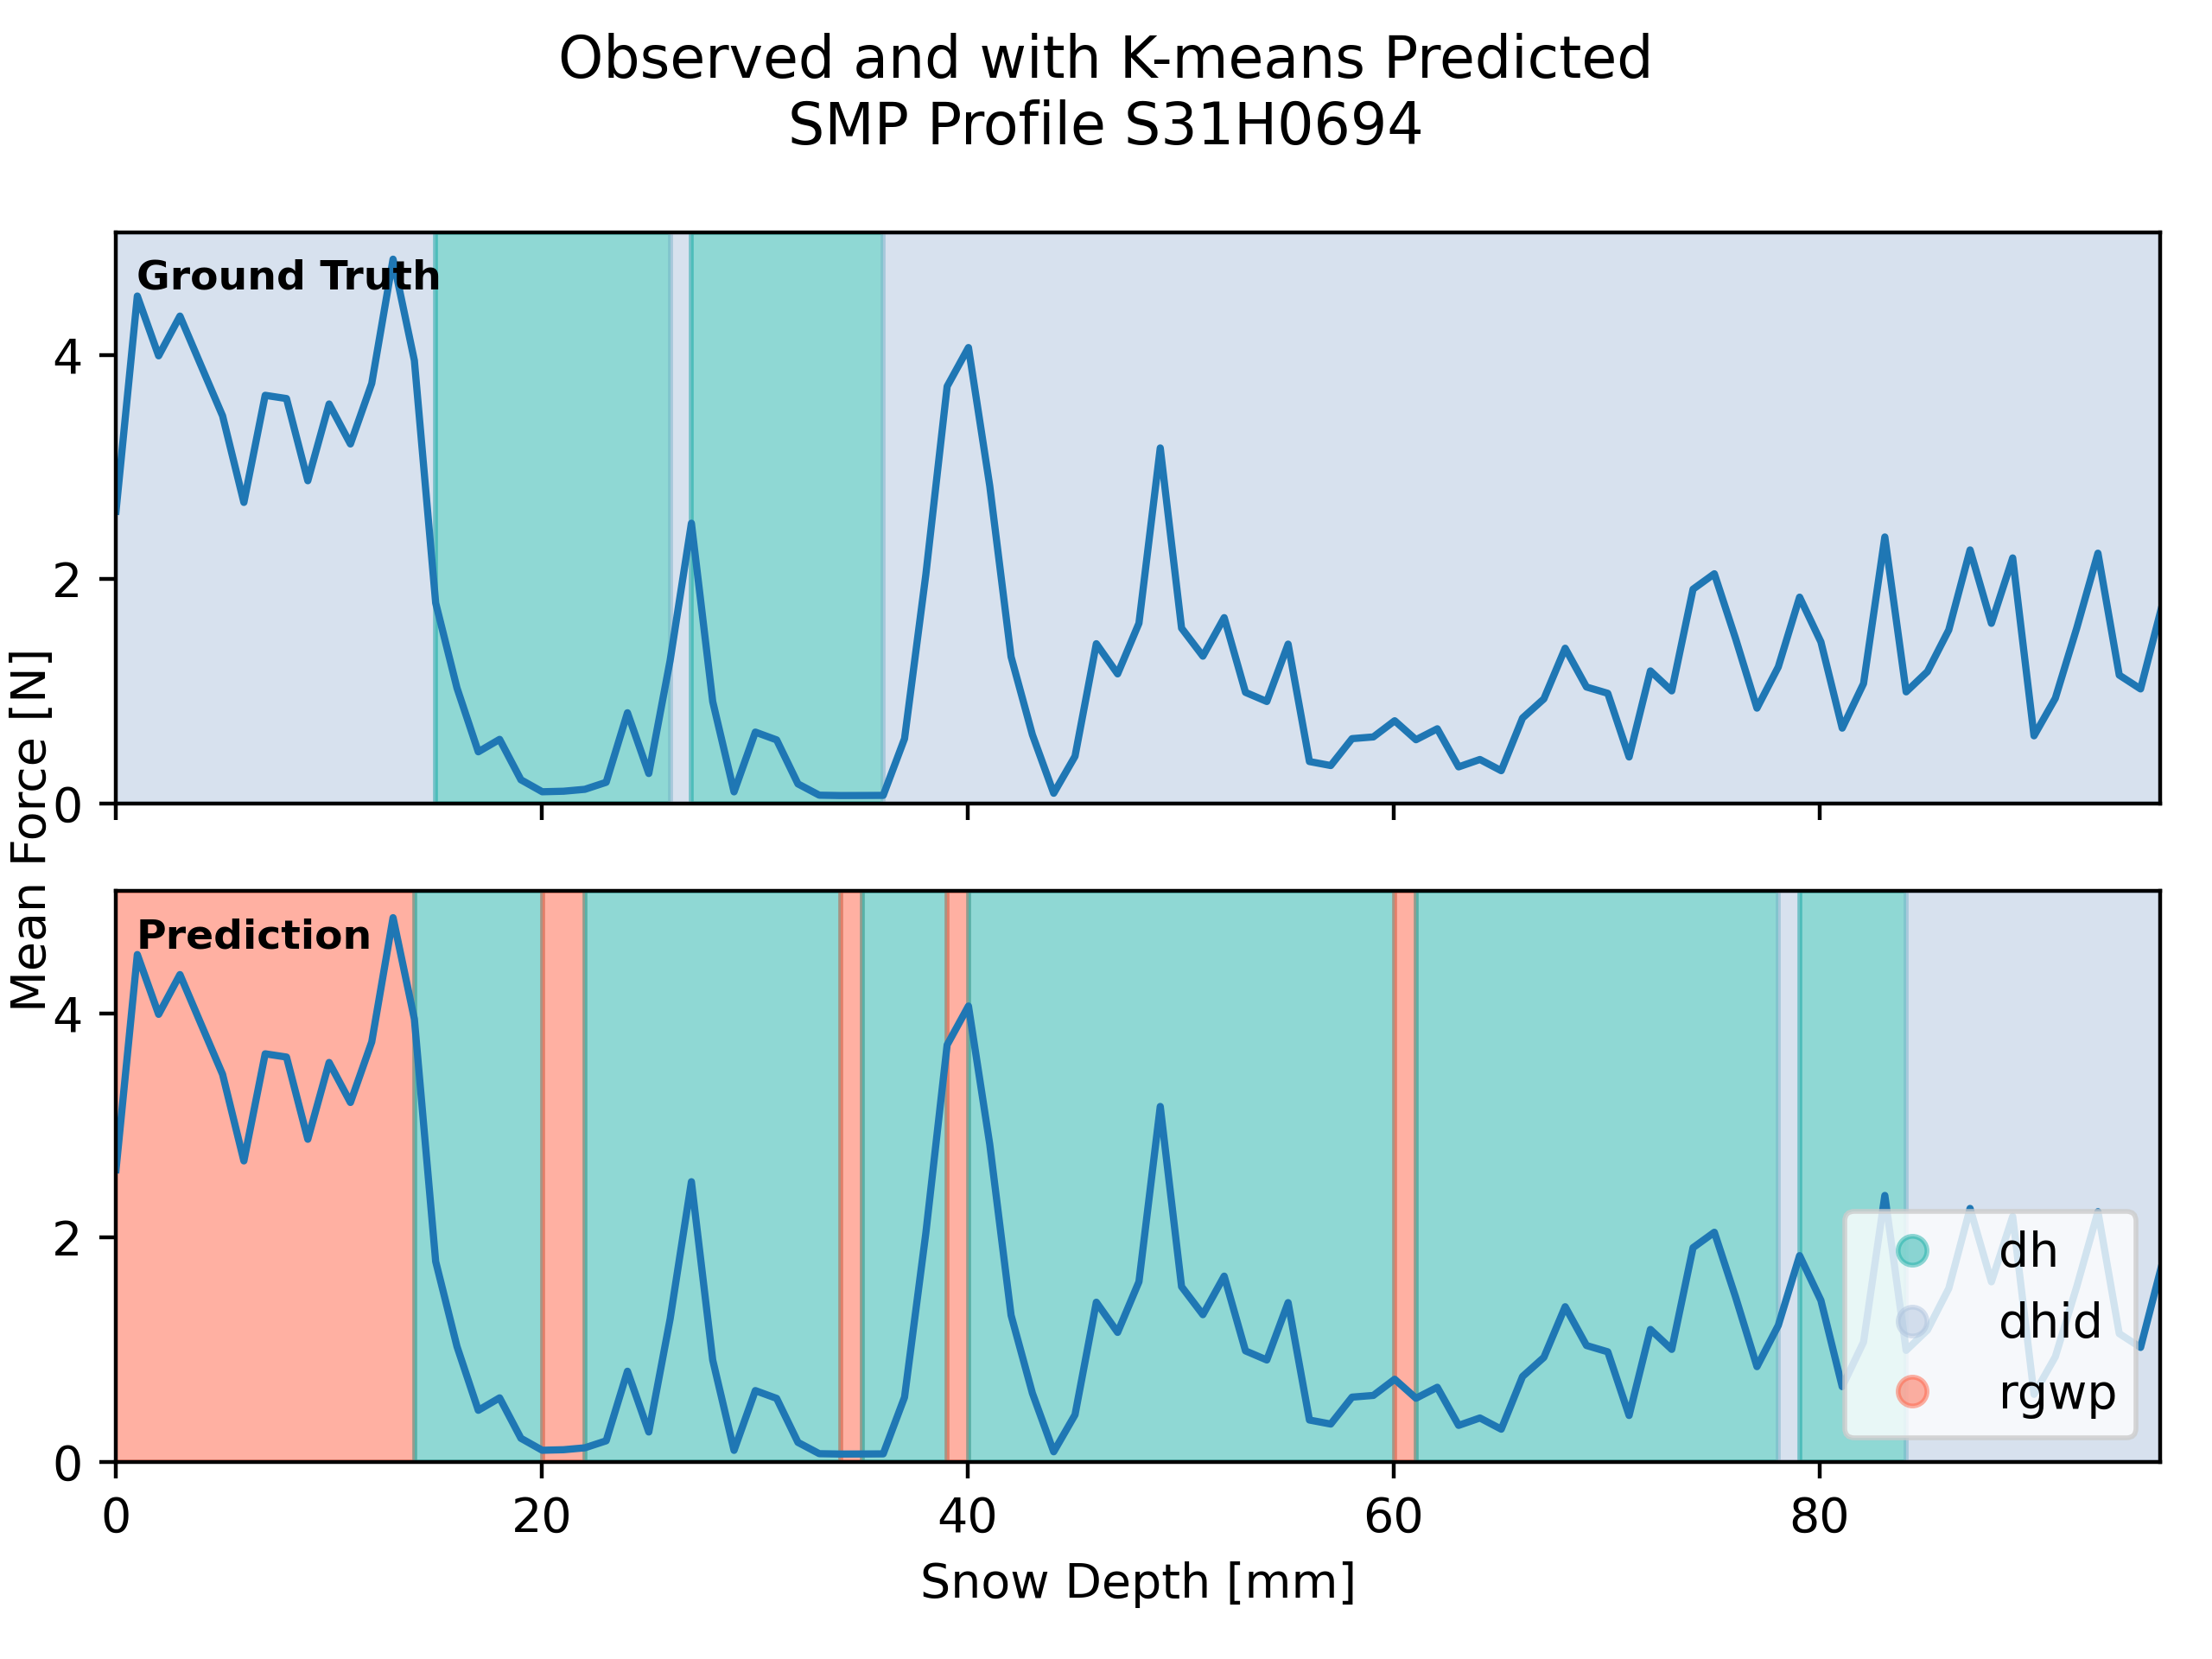 Observed and with K-means Predicted
SMP Profile S31H0694
Ground Truth
4
2
0
Mean Force [N]
Prediction
4
2
0
dh
dhid
rgwp
0 20 40 60 80
Snow Depth [mm]